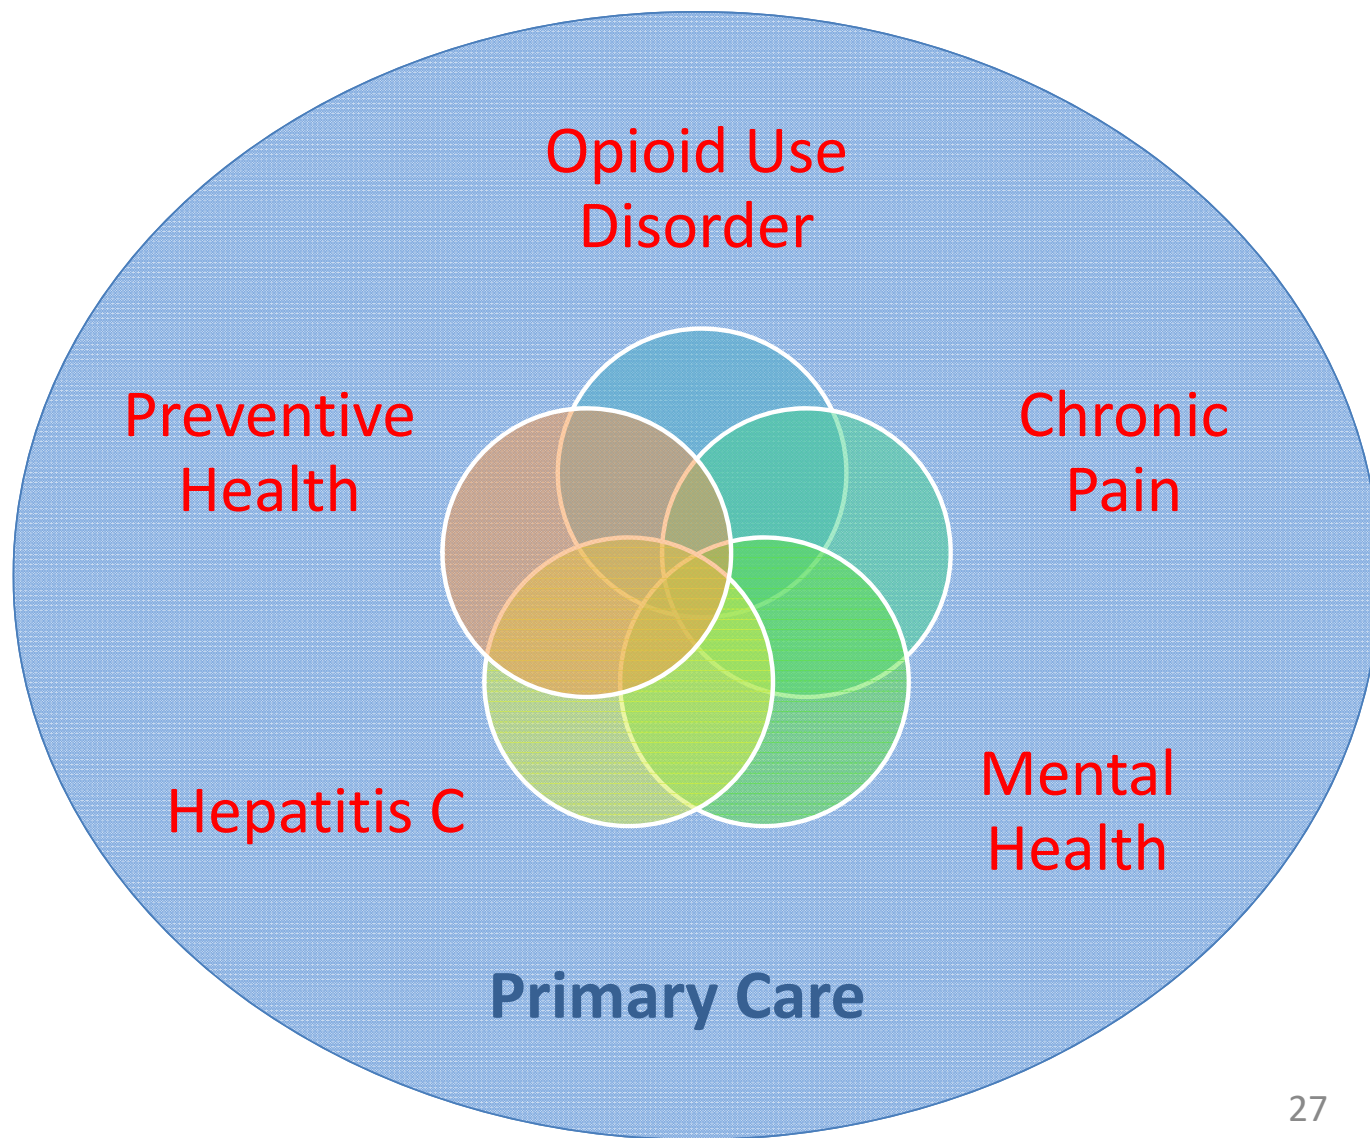 Opioid Use
Disorder
Preventive
Health
Chronic
Pain
Hepatitis C
Mental
Health
Primary Care
27